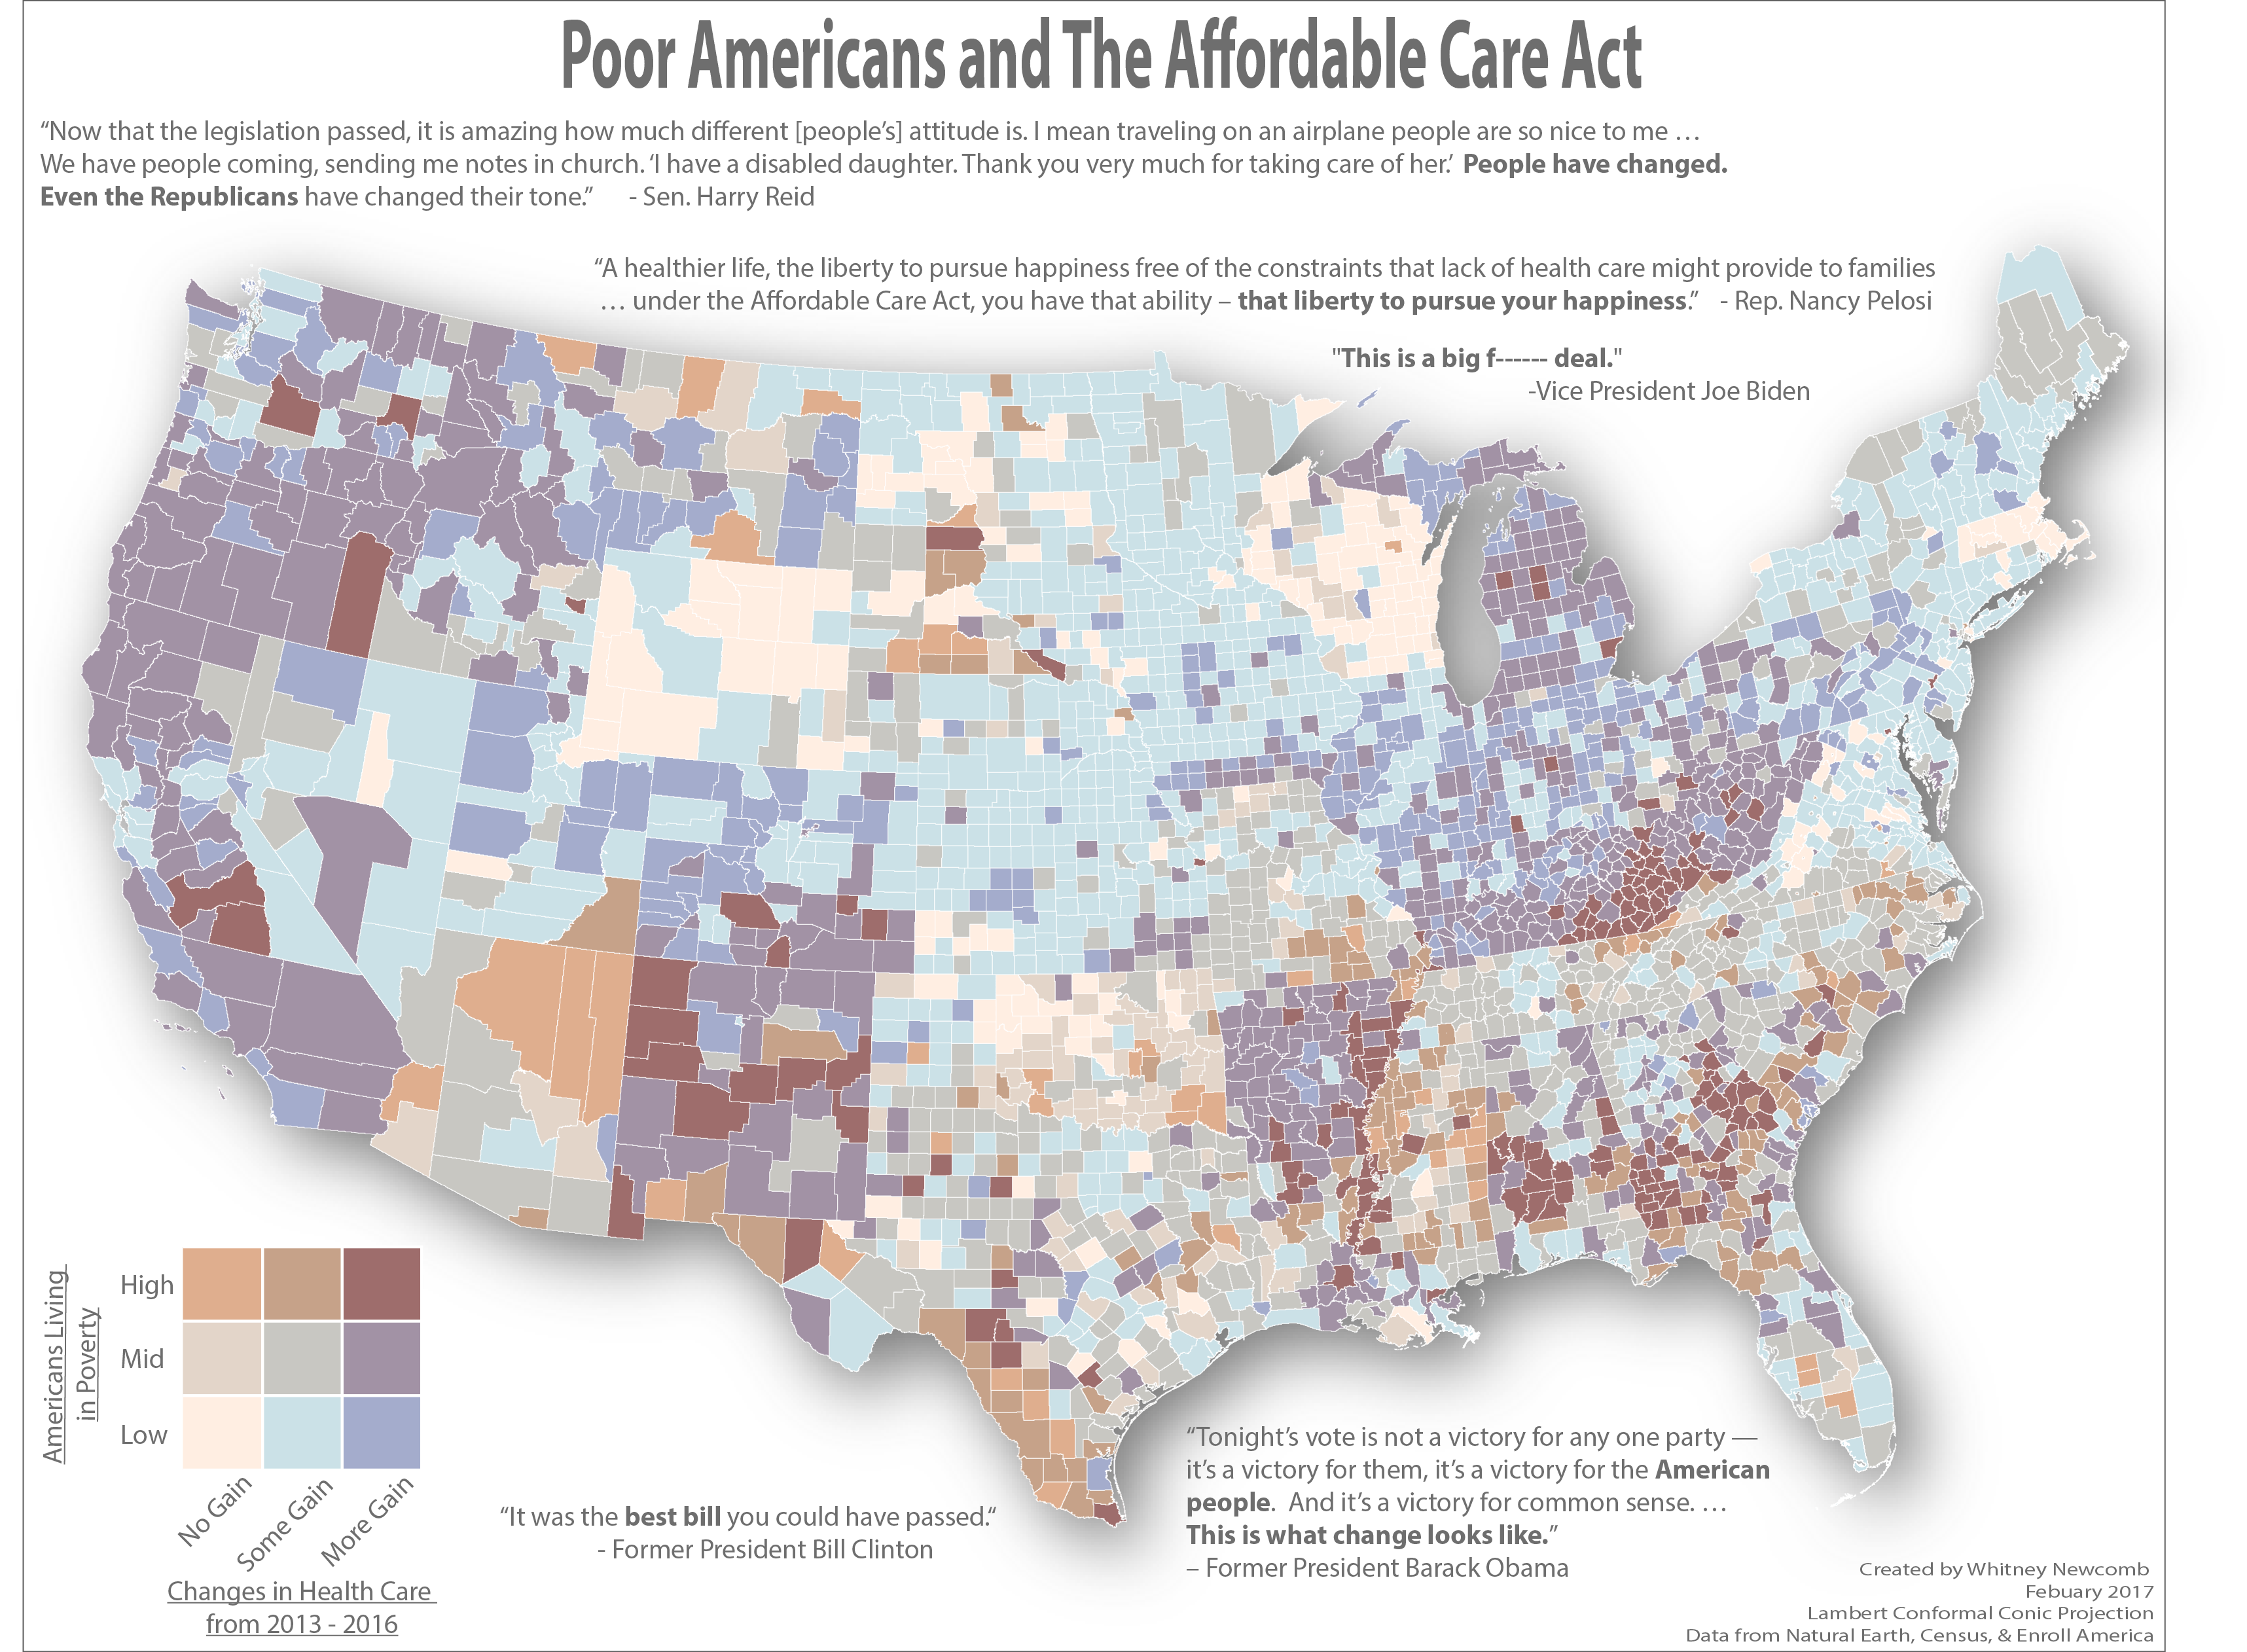 Poor Americans and The Affordable Care Act
“Now that the legislation passed, it is amazing how much different [people’s] attitude is. I mean traveling on an airplane people are so nice to me …
We have people coming, sending me notes in church. ‘I have a disabled daughter. Thank you very much for taking care of her.’ People have changed.
Even the Republicans have changed their tone.” - Sen. Harry Reid
“A healthier life, the liberty to pursue happiness free of the constraints that lack of health care might provide to families
… under the Affordable Care Act, you have that ability – that liberty to pursue your happiness.” - Rep. Nancy Pelosi
"This is a big f------ deal."
-Vice President Joe Biden
Americans Living
in Poverty
High
Mid
Low
No Gain
Some Gain
More Gain
Changes in Health Care
from 2013 - 2016
“It was the best bill you could have passed.“
- Former President Bill Clinton
“Tonight’s vote is not a victory for any one party —
it’s a victory for them, it’s a victory for the American
people. And it’s a victory for common sense. …
This is what change looks like.”
– Former President Barack Obama
Created by Whitney Newcomb
Febuary 2017
Lambert Conformal Conic Projection
Data from Natural Earth, Census, & Enroll America